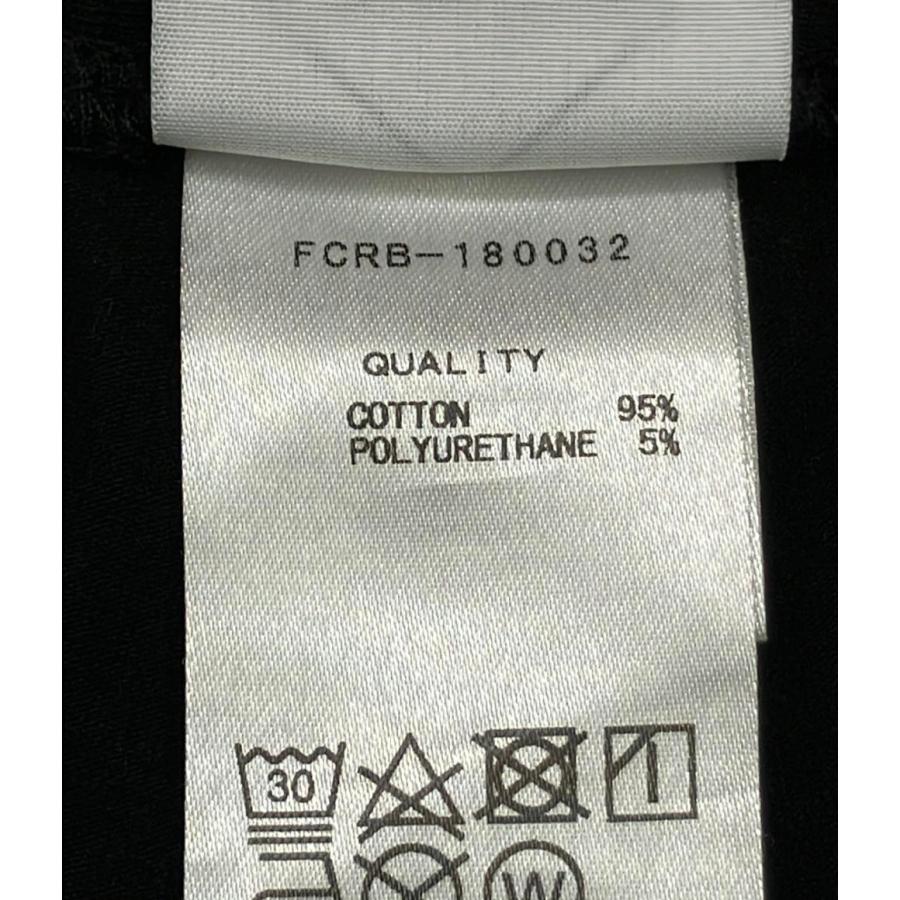 FCRB-180032
QUALITY
COTTON 95%
POLYURETHANE 5%
30
W